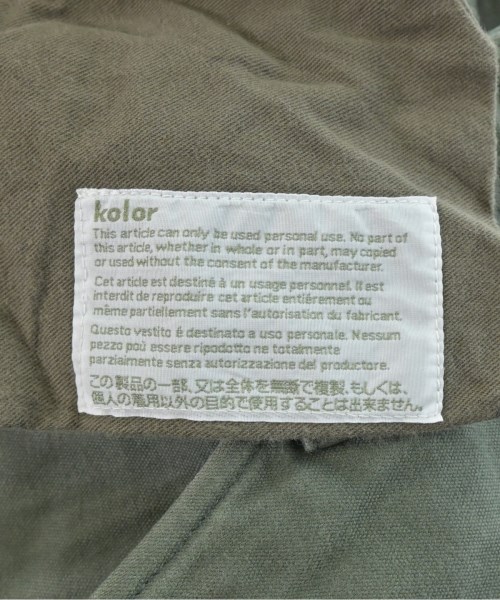 kolor
This article can only be used personal use. No part of
this article, whether in whole or in part, may copied
or used without the consent of the manufacturer.
Cet article est destiné à un usage personnel. Il est
interdit de reproduire cet article entiérement ou
même partiellement sans l'autorisation du fabricant.
Questo vestito é destinato a uso personale. Nessum
pezzo poú essere ripodotto ne totalmente
parzialmente senza autorizzazione del productore.
この製品の一部、又は全体を無断で複製、もしくは、
個人の着用以外の目的で使用することは出来ません。